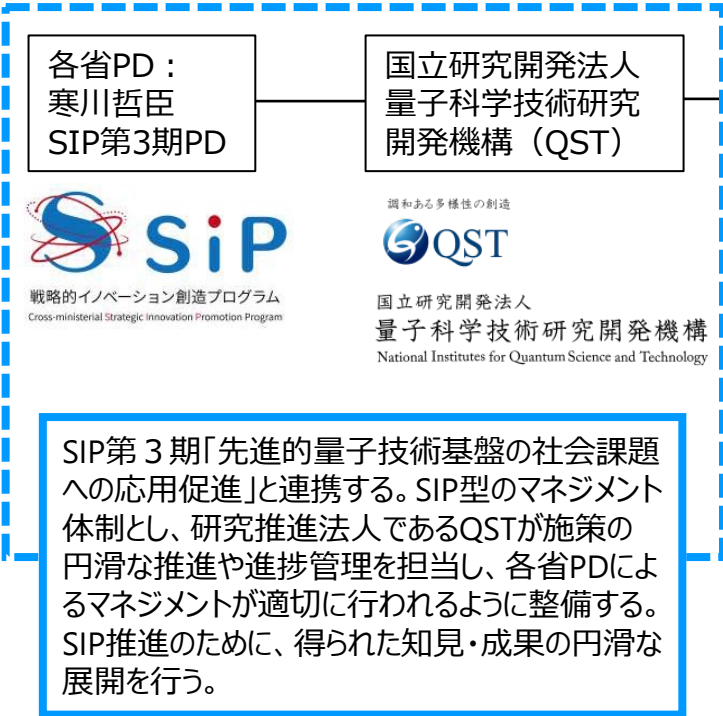 各省PD：
寒川哲臣
SIP第3期PD
国立研究開発法人
量子科学技術研究
開発機構（QST）
SiP
戦略的イノベーション創造プログラム
Cross-ministerial Strategic Innovation Promotion Program
調和ある多様性の創造
QST
国立研究開発法人
量子科学技術研究開発機構
National Institutes for Quantum Science and Technology
SIP第３期｢先進的量子技術基盤の社会課題
への応用促進｣と連携する｡SIP型のマネジメント
体制とし､研究推進法人であるQSTが施策の
円滑な推進や進捗管理を担当し､各省PDによ
るマネジメントが適切に行われるように整備する｡
SIP推進のために､得られた知見･成果の円滑な
展開を行う｡